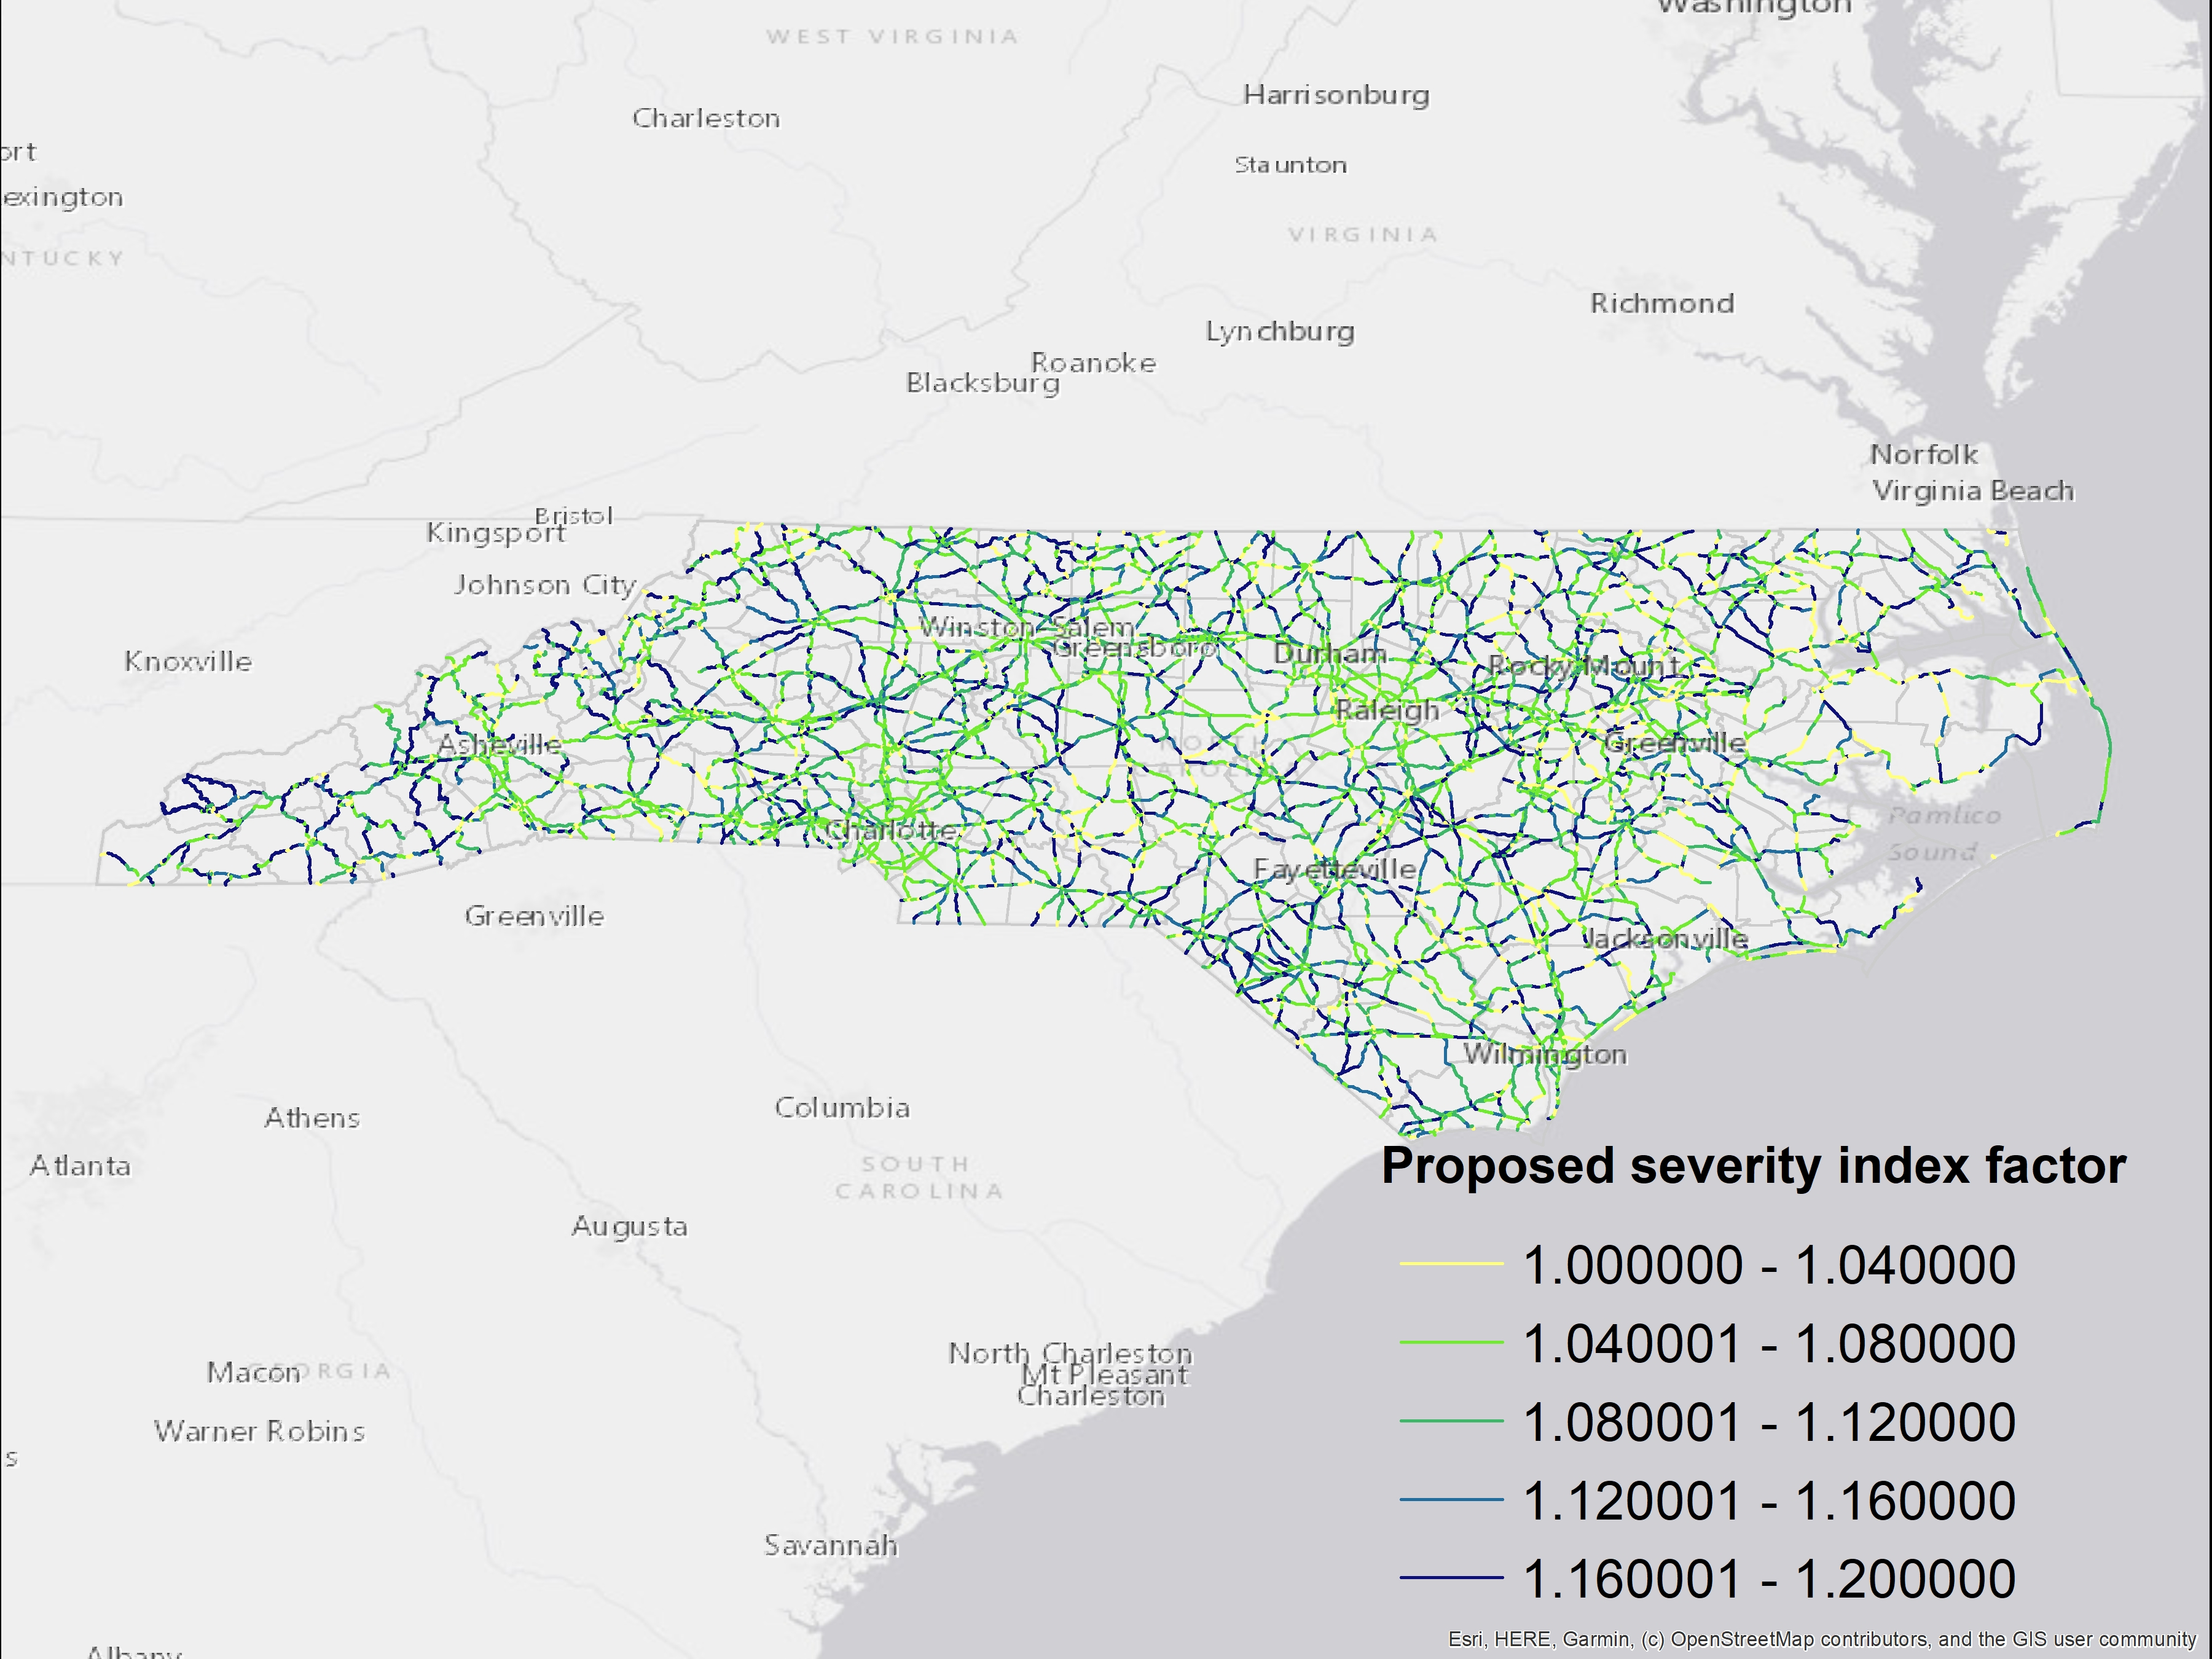 Washington
WEST VIRGINIA
Harrisonburg
Charleston
ort
Staunton
exington
VIRGINIA
NTUCKY
Richmond
Lynchburg
Roanoke
Blacksburg
Norfolk
Virginia Beach
Bristol
Kingsport
Johnson City
Winston-Salem
Greensboro
Durham
Knoxville
Rocky Mount
Raleigh
Asheville
Greenville
Pamlico
Sound
Charlotte
Fayetteville
Greenville
Jacksonville
Wilmington
Columbia
Athens
Atlanta
SOUTH
CAROLINA
Augusta
North Charleston
Mt Pleasant
Charleston
Macon
GEORGIA
Warner Robins
s
Savannah
Albany
Proposed severity index factor
1.000000 - 1.040000
1.040001 - 1.080000
1.080001 - 1.120000
1.120001 - 1.160000
1.160001 - 1.200000
Esri, HERE, Garmin, (c) OpenStreetMap contributors, and the GIS user community